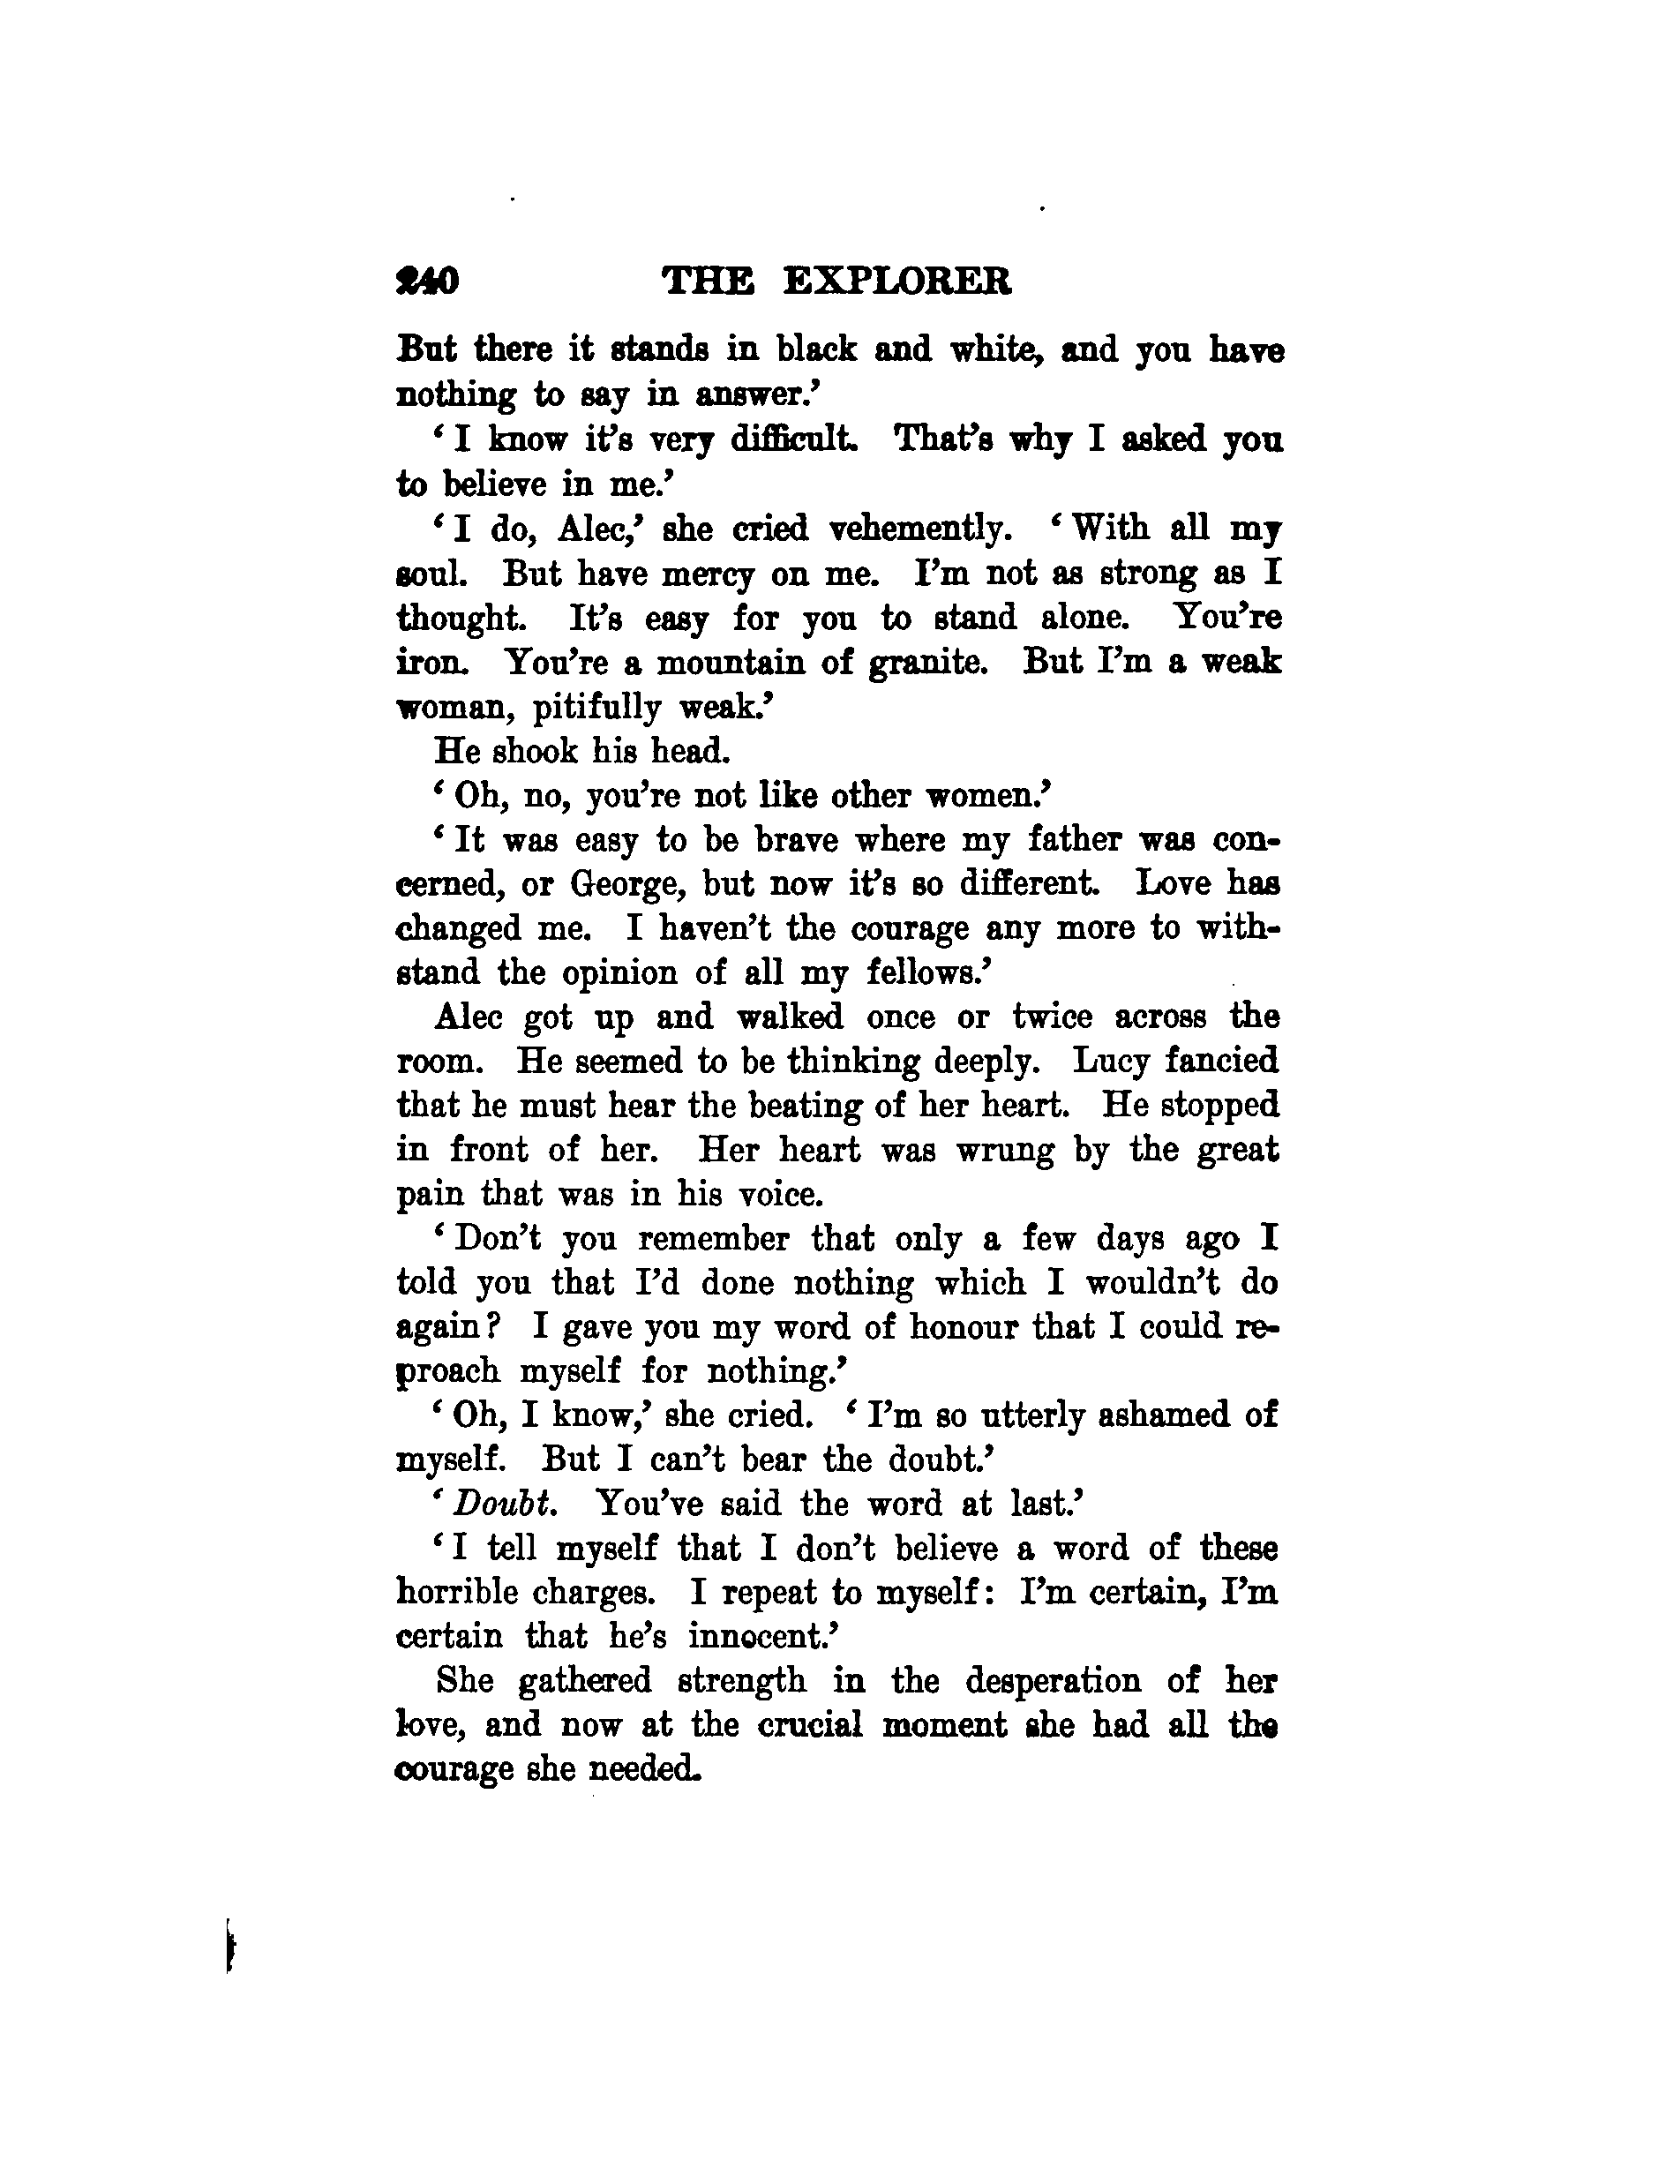 240 THE EXPLORER
But there it stands in black and white, and you have
nothing to say in answer.’
‘I know it’s very difficult. That’s why I asked you
to believe in me.’
‘I do, Alec,’ she cried vehemently. ‘With all my
soul. But have mercy on me. I’m not as strong as I
thought. It’s easy for you to stand alone. You’re
iron. You’re a mountain of granite. But I’m a weak
woman, pitifully weak.’
He shook his head.
‘Oh, no, you’re not like other women.’
‘It was easy to be brave where my father was con-
cerned, or George, but now it’s so different. Love has
changed me. I haven’t the courage any more to with-
stand the opinion of all my fellows.’
Alec got up and walked once or twice across the
room. He seemed to be thinking deeply. Lucy fancied
that he must hear the beating of her heart. He stopped
in front of her. Her heart was wrung by the great
pain that was in his voice.
‘Don’t you remember that only a few days ago I
told you that I’d done nothing which I wouldn’t do
again? I gave you my word of honour that I could re-
proach myself for nothing.’
‘Oh, I know,’ she cried. ‘I’m so utterly ashamed of
myself. But I can’t bear the doubt.’
‘Doubt. You’ve said the word at last.’
‘I tell myself that I don’t believe a word of these
horrible charges. I repeat to myself: I’m certain, I’m
certain that he’s innocent.’
She gathered strength in the desperation of her
love, and now at the crucial moment she had all the
courage she needed.